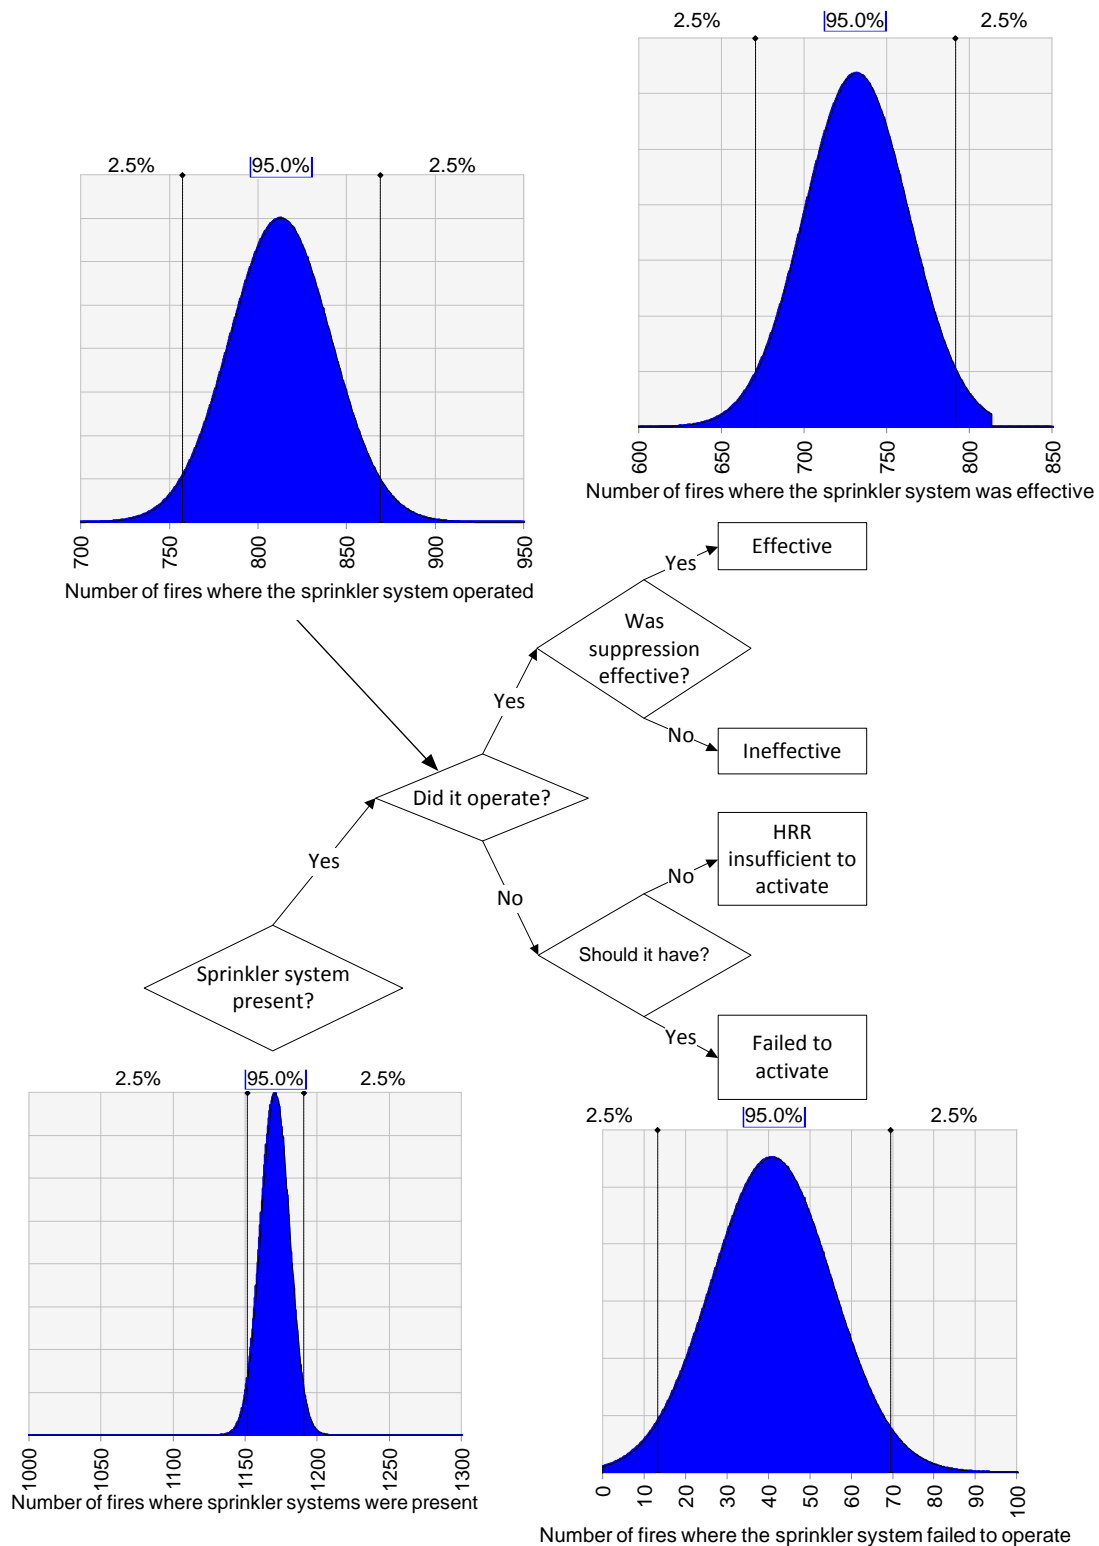 2.5%
95.0%
2.5%
600
650
700
750
800
850
Number of fires where the sprinkler system was effective
2.5%
95.0%
2.5%
700
750
800
850
900
950
Number of fires where the sprinkler system operated
Yes
Effective
Was
suppression
effective?
Yes
No
Ineffective
Did it operate?
Yes
No
HRR
insufficient to
activate
No
Should it have?
Sprinkler system
present?
Yes
Failed to
activate
2.5%
95.0%
2.5%
1000
1050
1100
1150
1200
1250
1300
Number of fires where sprinkler systems were present
2.5%
95.0%
2.5%
0
10
20
30
40
50
60
70
80
90
100
Number of fires where the sprinkler system failed to operate